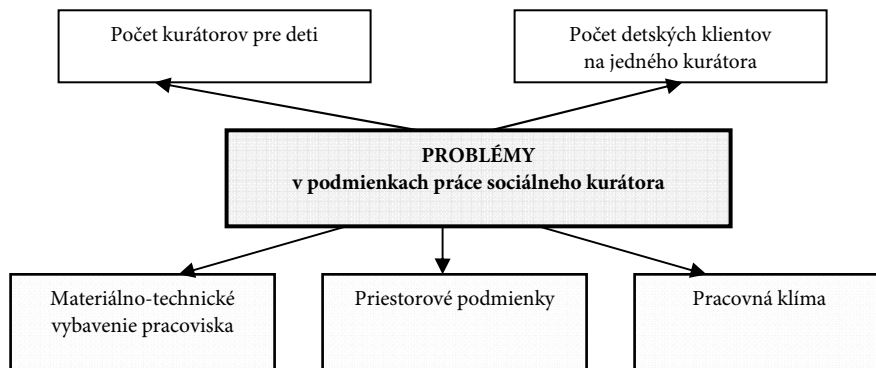 Počet kurátorov pre deti
Počet detských klientov
na jedného kurátora
PROBLÉMY
v podmienkach práce sociálneho kurátora
Materiálno-technické
vybavenie pracoviska
Priestorové podmienky
Pracovná klíma